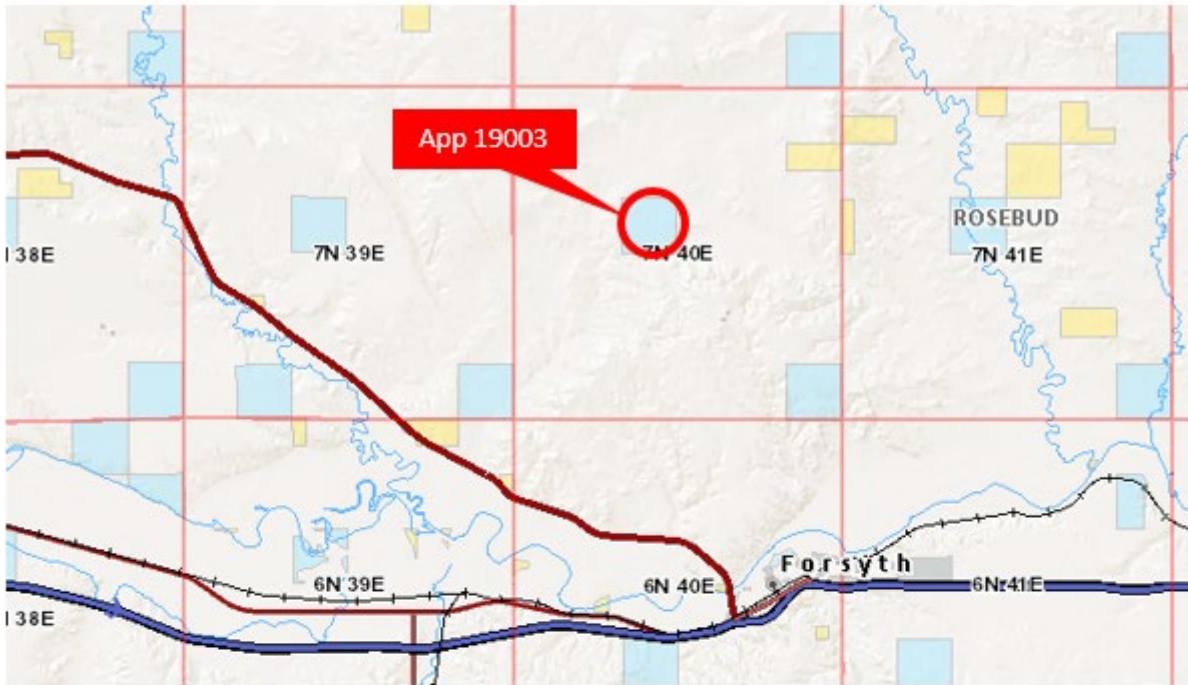 App 19003
ROSEBUD
N 38E
7N 39E
7N 40E
7N 41E
Forsyth
6N 39E
6N 40E
6N 41E
38E